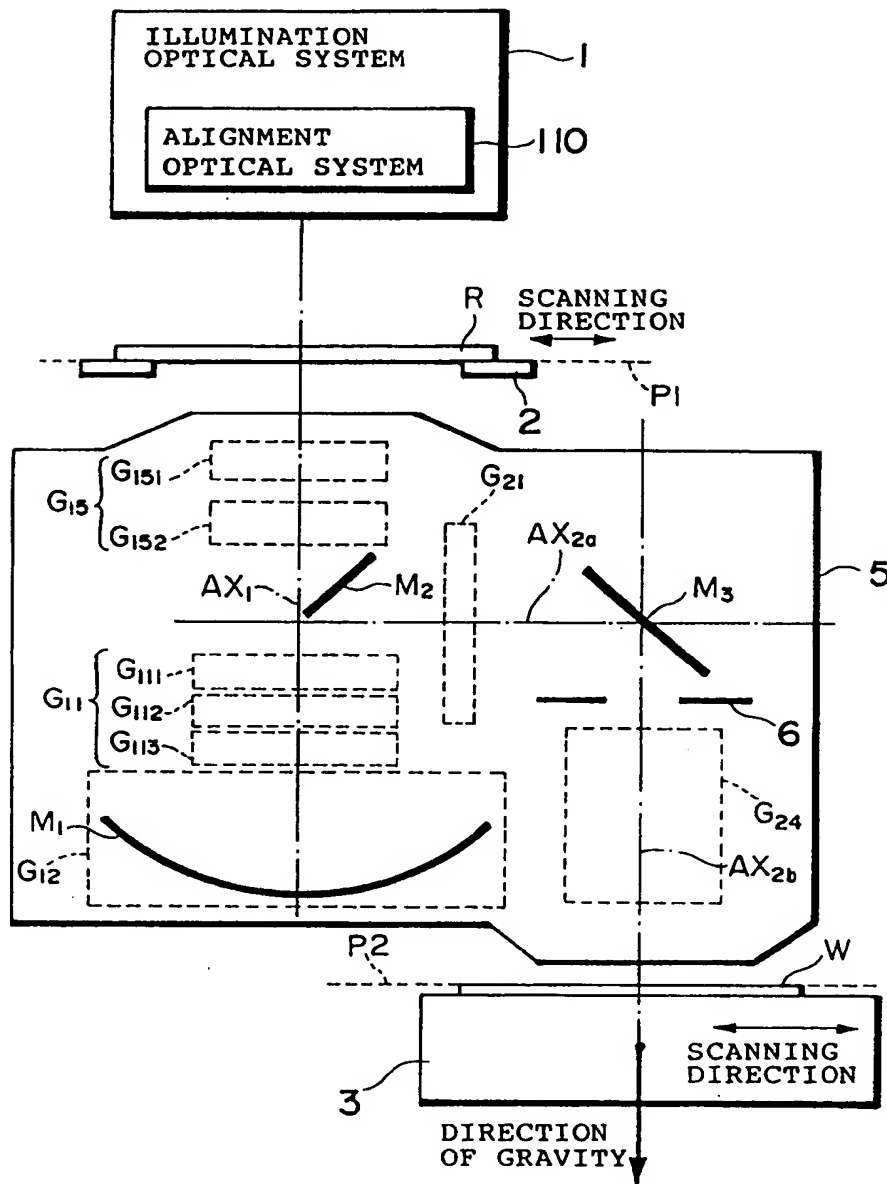 ILLUMINATION
OPTICAL SYSTEM
1
ALIGNMENT
OPTICAL SYSTEM
110
R
SCANNING
DIRECTION
2
P1
G15
G151
G152
G21
AX2a
5
AX1
M2
M3
G11
G111
G112
G113
6
M1
G12
G24
AX2b
P2
W
SCANNING
DIRECTION
3
DIRECTION
OF GRAVITY